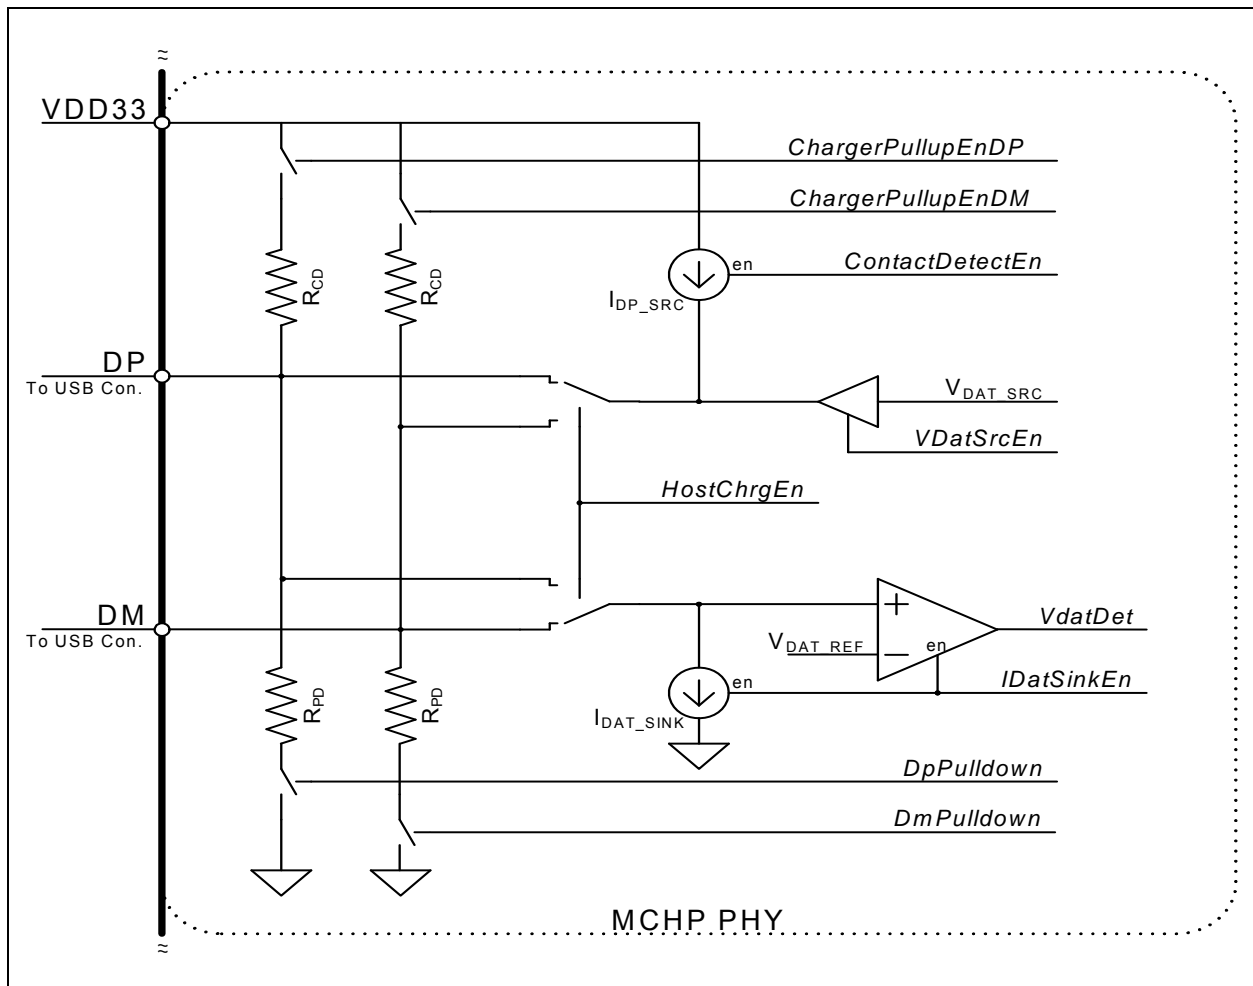 ≈
VDD33
ChargerPullupEnDP
ChargerPullupEnDM
en
ContactDetectEn
RCD
RCD
IDP_SRC
DP
To USB Con.
VDAT_SRC
VDatSrcEn
HostChrgEn
DM
To USB Con.
+
VdatDet
VDAT_REF
−
en
en
IDatSinkEn
RPD
RPD
IDAT_SINK
DpPulldown
DmPulldown
MCHP PHY
≈